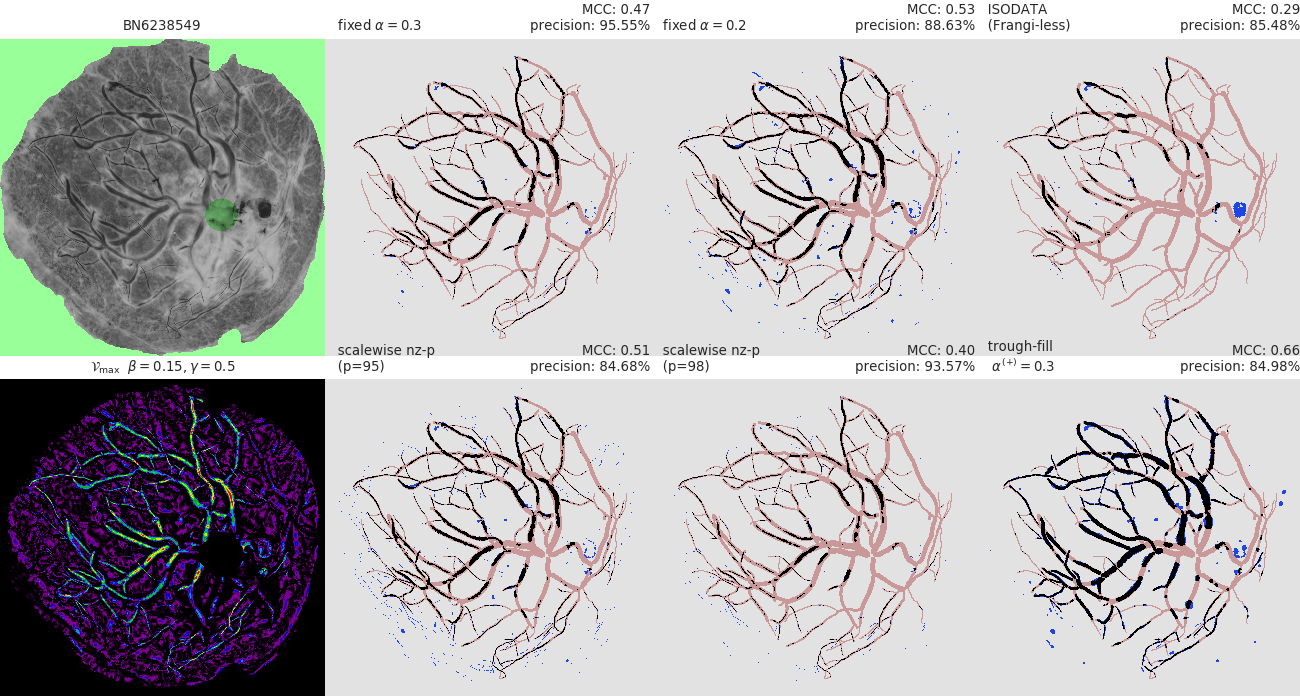 BN6238549
fixed α = 0.3
MCC: 0.47
precision: 95.55%
fixed α = 0.2
MCC: 0.53
precision: 88.63%
ISODATA
(Frangi-less)
MCC: 0.29
precision: 85.48%
𝒱max β = 0.15, γ = 0.5
scalewise nz-p
(p=95)
MCC: 0.51
precision: 84.68%
scalewise nz-p
(p=98)
MCC: 0.40
precision: 93.57%
trough-fill
α(+) = 0.3
MCC: 0.66
precision: 84.98%